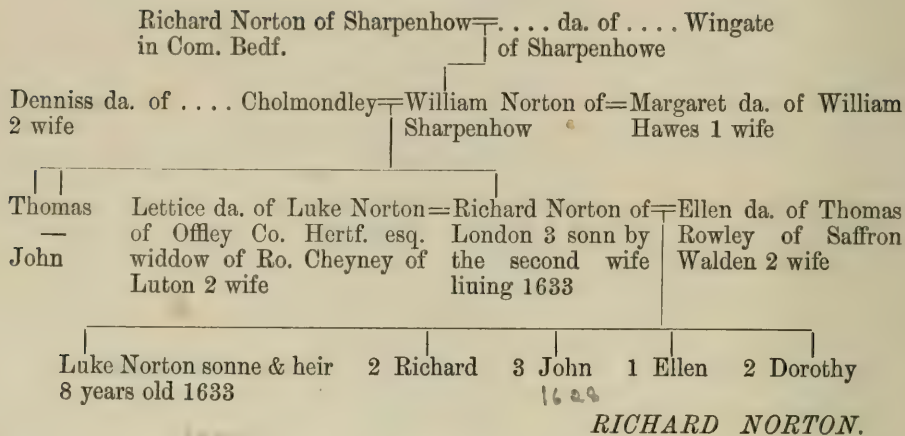 Richard Norton of Sharpenhow=. . . . da. of . . . . Wingate
in Com. Bedf. of Sharpenhowe
Denniss da. of . . . . Cholmondley=William Norton of=Margaret da. of William
2 wife Sharpenhow Hawes 1 wife
Thomas Lettice da. of Luke Norton=Richard Norton of=Ellen da. of Thomas
— of Offley Co. Hertf. esq. London 3 sonn by Rowley of Saffron
John widdow of Ro. Cheyney of the second wife Walden 2 wife
Luton 2 wife liuing 1633
Luke Norton sonne & heir 2 Richard 3 John 1 Ellen 2 Dorothy
8 years old 1633 1628
RICHARD NORTON.